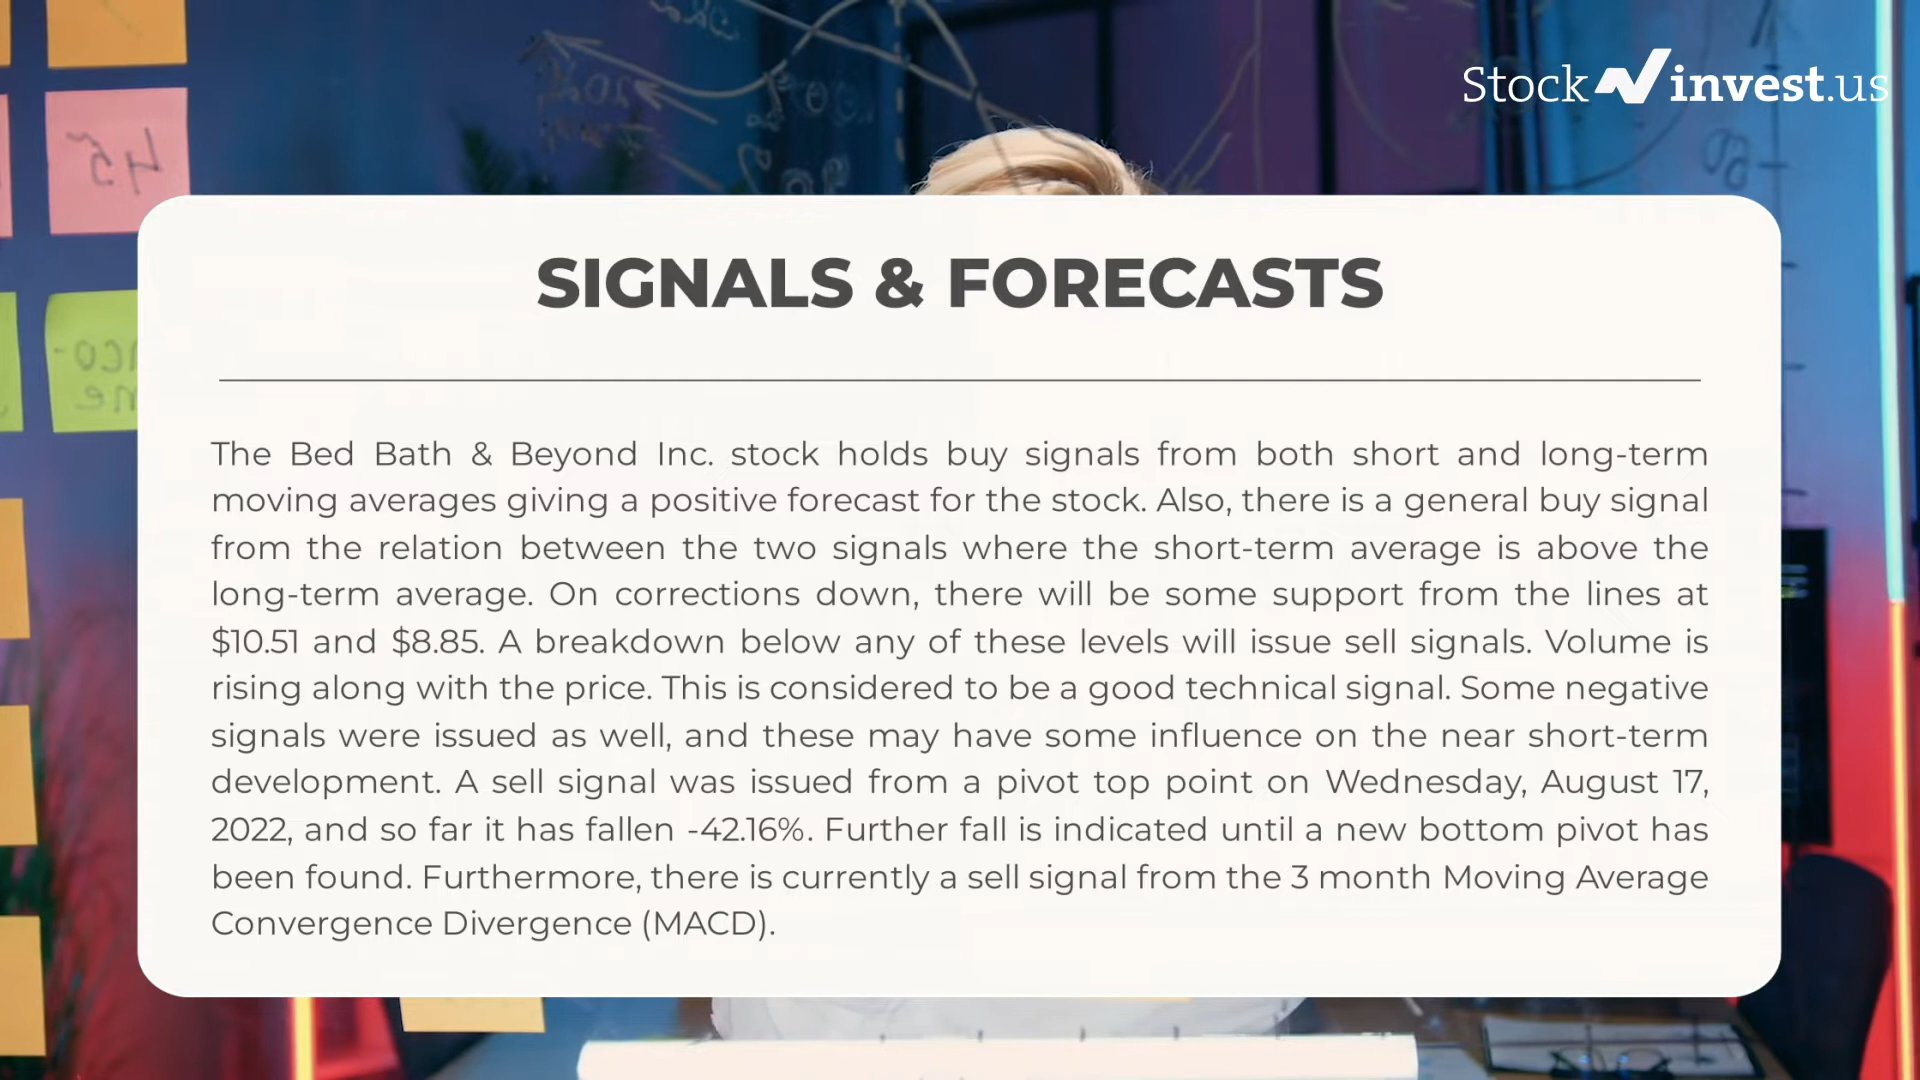 Stock invest.us
45
SIGNALS & FORECASTS
The Bed Bath & Beyond Inc. stock holds buy signals from both short and long-term
moving averages giving a positive forecast for the stock. Also, there is a general buy signal
from the relation between the two signals where the short-term average is above the
long-term average. On corrections down, there will be some support from the lines at
$10.51 and $8.85. A breakdown below any of these levels will issue sell signals. Volume is
rising along with the price. This is considered to be a good technical signal. Some negative
signals were issued as well, and these may have some influence on the near short-term
development. A sell signal was issued from a pivot top point on Wednesday, August 17,
2022, and so far it has fallen -42.16%. Further fall is indicated until a new bottom pivot has
been found. Furthermore, there is currently a sell signal from the 3 month Moving Average
Convergence Divergence (MACD).